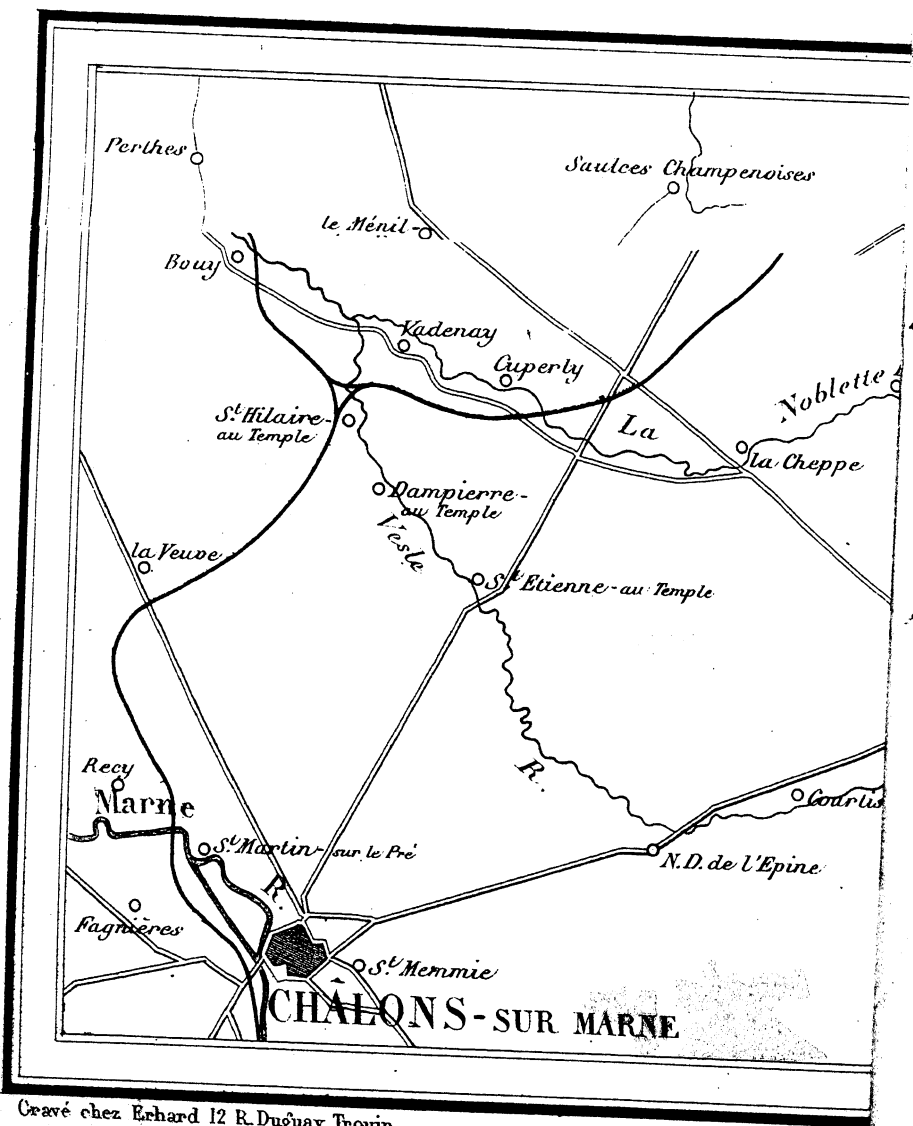 Perthes
Saulces Champenoises
le Ménil
Bouy
Vadenay
Cuperly
Noblette
St. Hilaire-
au Temple
La
la Cheppe
Dampierre-
au Temple
Vesle
la Veuve
St. Etienne-au Temple
R.
Recy
Marne
Courtis
St. Martin-sur le Pré
N.D. de l'Epine
R.
Fagnières
St. Memmie
CHÂLONS-SUR MARNE
Gravé chez Erhard 12 R. Duguay Trouin